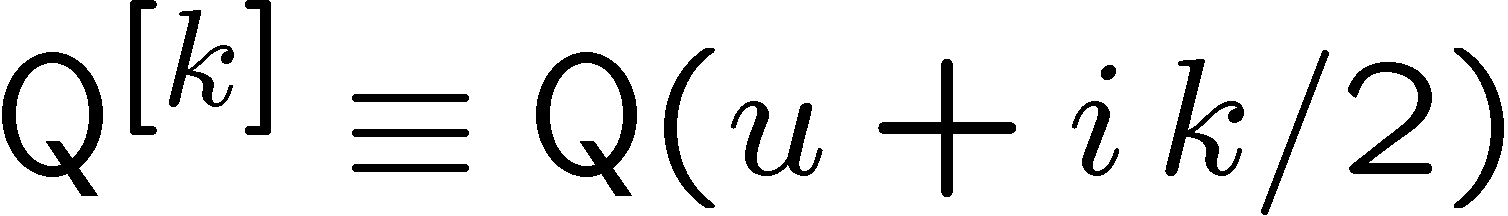 Q^{[k]} ≡ Q(u + i k/2)